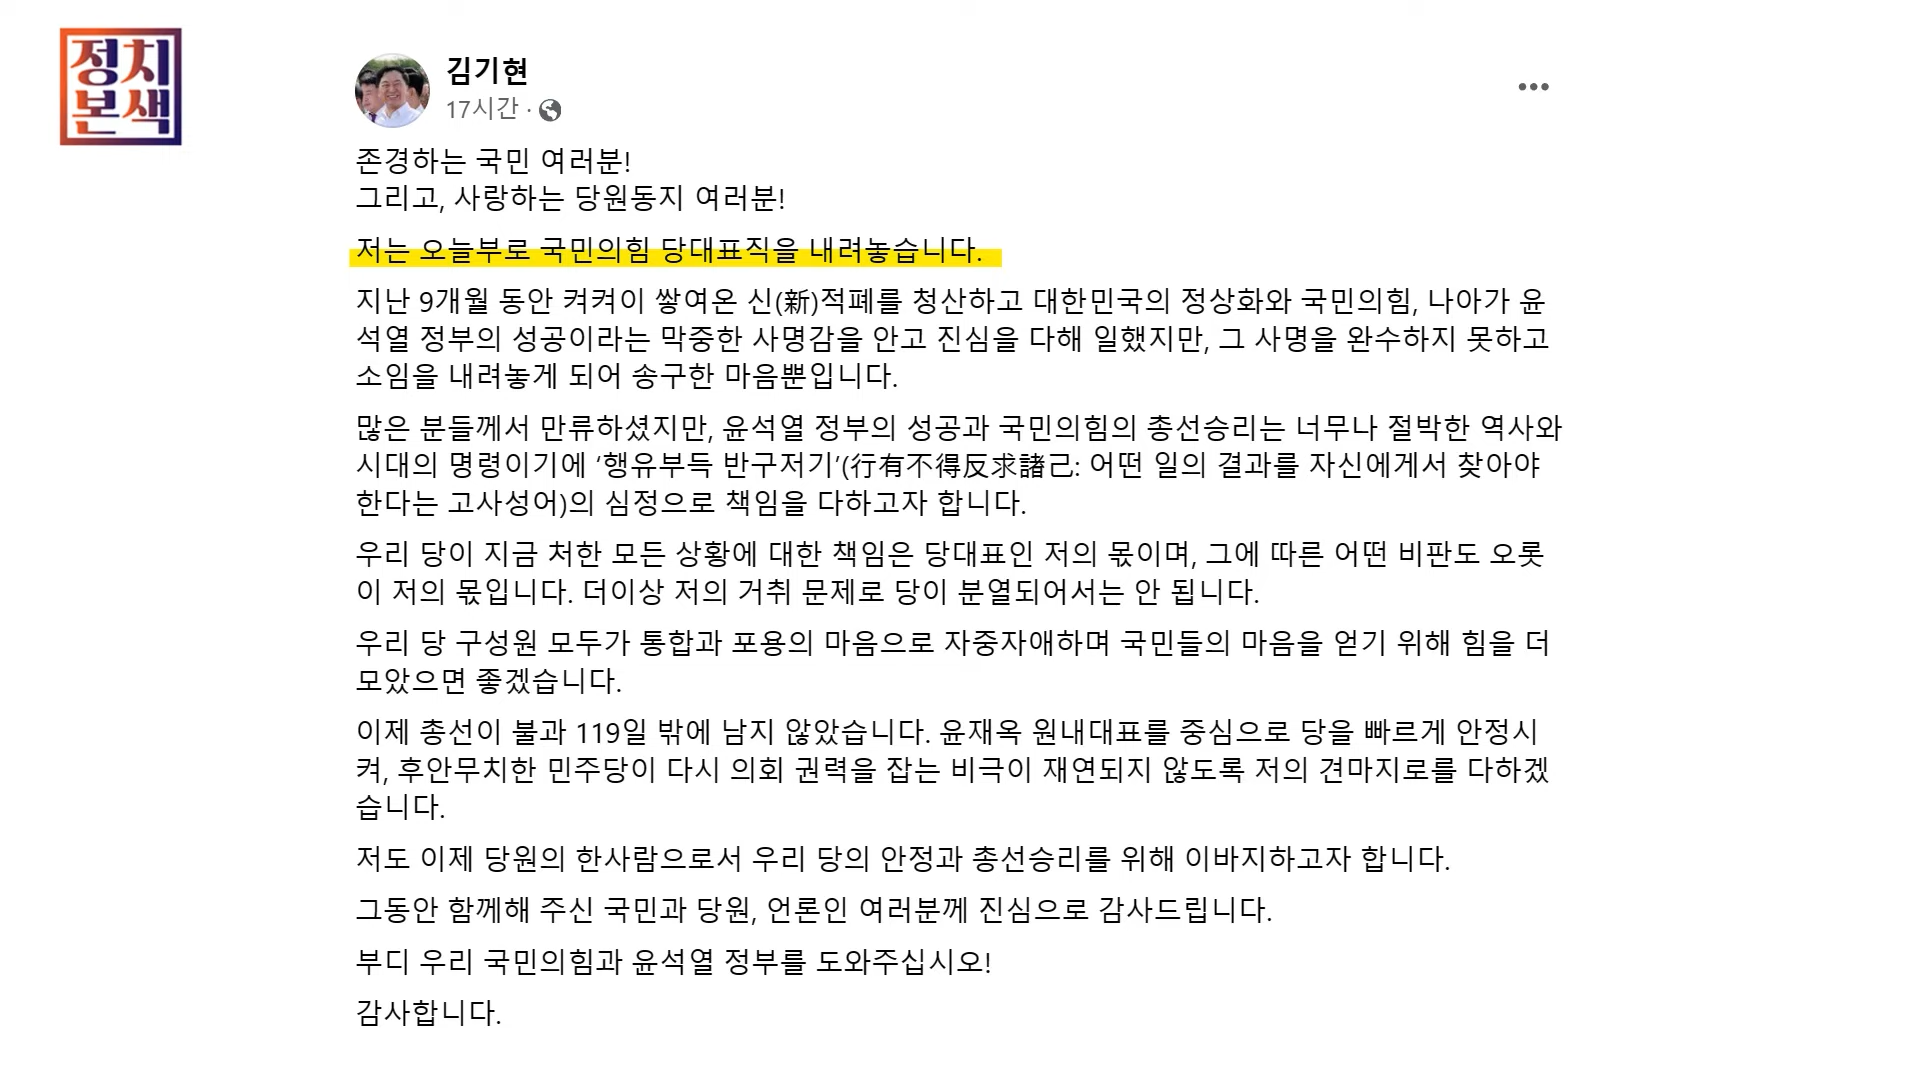 정치
본색
김기현
17시간 ·
존경하는 국민 여러분!
그리고, 사랑하는 당원동지 여러분!
저는 오늘부로 국민의힘 당대표직을 내려놓습니다.
지난 9개월 동안 켜켜이 쌓여온 신(新)적폐를 청산하고 대한민국의 정상화와 국민의힘, 나아가 윤
석열 정부의 성공이라는 막중한 사명감을 안고 진심을 다해 일했지만, 그 사명을 완수하지 못하고
소임을 내려놓게 되어 송구한 마음뿐입니다.
많은 분들께서 만류하셨지만, 윤석열 정부의 성공과 국민의힘의 총선승리는 너무나 절박한 역사와
시대의 명령이기에 ‘행유부득 반구저기’(行有不得反求諸己: 어떤 일의 결과를 자신에게서 찾아야
한다는 고사성어)의 심정으로 책임을 다하고자 합니다.
우리 당이 지금 처한 모든 상황에 대한 책임은 당대표인 저의 몫이며, 그에 따른 어떤 비판도 오롯
이 저의 몫입니다. 더이상 저의 거취 문제로 당이 분열되어서는 안 됩니다.
우리 당 구성원 모두가 통합과 포용의 마음으로 자중자애하며 국민들의 마음을 얻기 위해 힘을 더
모았으면 좋겠습니다.
이제 총선이 불과 119일 밖에 남지 않았습니다. 윤재옥 원내대표를 중심으로 당을 빠르게 안정시
켜, 후안무치한 민주당이 다시 의회 권력을 잡는 비극이 재연되지 않도록 저의 견마지로를 다하겠
습니다.
저도 이제 당원의 한사람으로서 우리 당의 안정과 총선승리를 위해 이바지하고자 합니다.
그동안 함께해 주신 국민과 당원, 언론인 여러분께 진심으로 감사드립니다.
부디 우리 국민의힘과 윤석열 정부를 도와주십시오!
감사합니다.